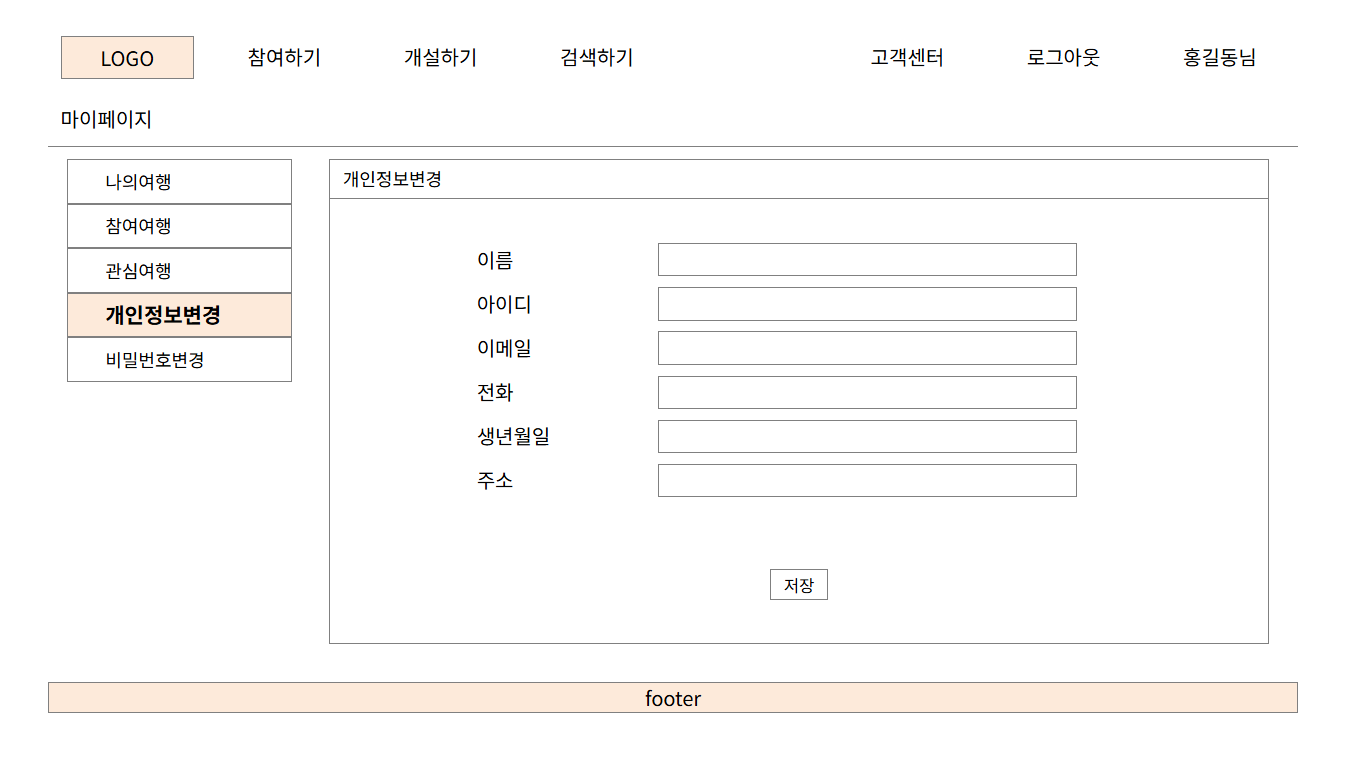 LOGO 참여하기 개설하기 검색하기 고객센터 로그아웃 홍길동님
마이페이지
나의여행
참여여행
관심여행
개인정보변경
비밀번호변경
개인정보변경
이름
아이디
이메일
전화
생년월일
주소
저장
footer